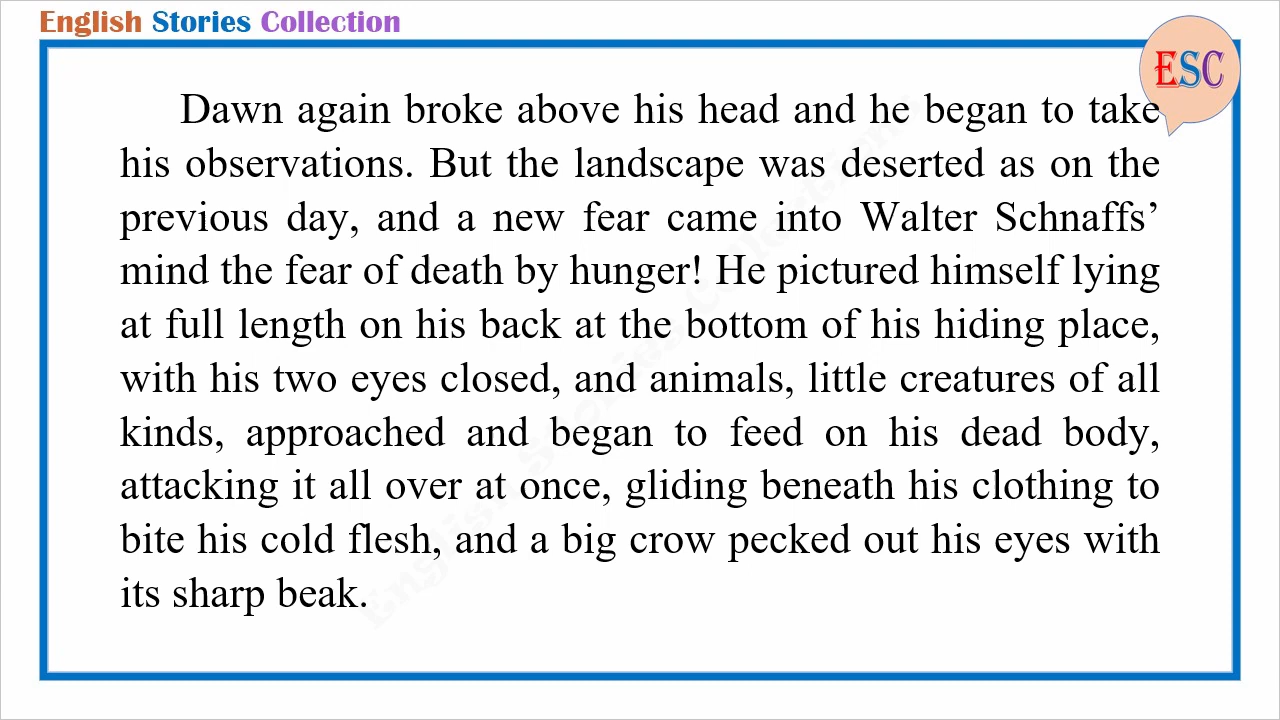 English Stories Collection
ESC
Dawn again broke above his head and he began to take
his observations. But the landscape was deserted as on the
previous day, and a new fear came into Walter Schnaffs’
mind the fear of death by hunger! He pictured himself lying
at full length on his back at the bottom of his hiding place,
with his two eyes closed, and animals, little creatures of all
kinds, approached and began to feed on his dead body,
attacking it all over at once, gliding beneath his clothing to
bite his cold flesh, and a big crow pecked out his eyes with
its sharp beak.
English Stories Collections